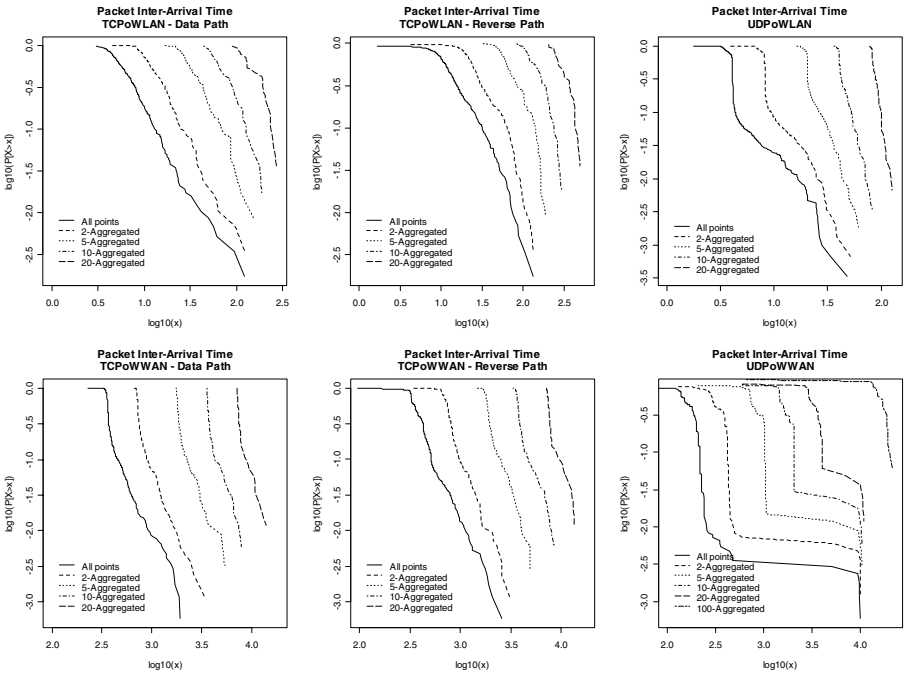 Packet Inter-Arrival Time
TCPoWLAN - Data Path
log10(P[X>x])
0.0
-0.5
-1.0
-1.5
-2.0
-2.5
All points
2-Aggregated
5-Aggregated
10-Aggregated
20-Aggregated
0.0 0.5 1.0 1.5 2.0 2.5
log10(x)
Packet Inter-Arrival Time
TCPoWLAN - Reverse Path
log10(P[X>x])
0.0
-0.5
-1.0
-1.5
-2.0
-2.5
All points
2-Aggregated
5-Aggregated
10-Aggregated
20-Aggregated
0.0 0.5 1.0 1.5 2.0 2.5
log10(x)
Packet Inter-Arrival Time
UDPoWLAN
log10(P[X>x])
0.0
-0.5
-1.0
-1.5
-2.0
-2.5
-3.0
-3.5
All points
2-Aggregated
5-Aggregated
10-Aggregated
20-Aggregated
0.0 0.5 1.0 1.5 2.0
log10(x)
Packet Inter-Arrival Time
TCPoWWAN - Data Path
log10(P[X>x])
0.0
-0.5
-1.0
-1.5
-2.0
-2.5
-3.0
All points
2-Aggregated
5-Aggregated
10-Aggregated
20-Aggregated
2.0 2.5 3.0 3.5 4.0
log10(x)
Packet Inter-Arrival Time
TCPoWWAN - Reverse Path
log10(P[X>x])
0.0
-0.5
-1.0
-1.5
-2.0
-2.5
-3.0
All points
2-Aggregated
5-Aggregated
10-Aggregated
20-Aggregated
2.0 2.5 3.0 3.5 4.0
log10(x)
Packet Inter-Arrival Time
UDPoWWAN
log10(P[X>x])
-0.5
-1.0
-1.5
-2.0
-2.5
-3.0
All points
2-Aggregated
5-Aggregated
10-Aggregated
20-Aggregated
100-Aggregated
2.0 2.5 3.0 3.5 4.0
log10(x)